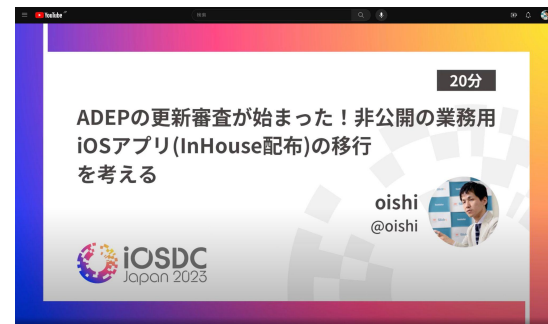 YouTube
検索
20分
ADEPの更新審査が始まった！非公開の業務用
iOSアプリ(InHouse配布)の移行
を考える
oishi
@oishi
iOSDC
Japan 2023